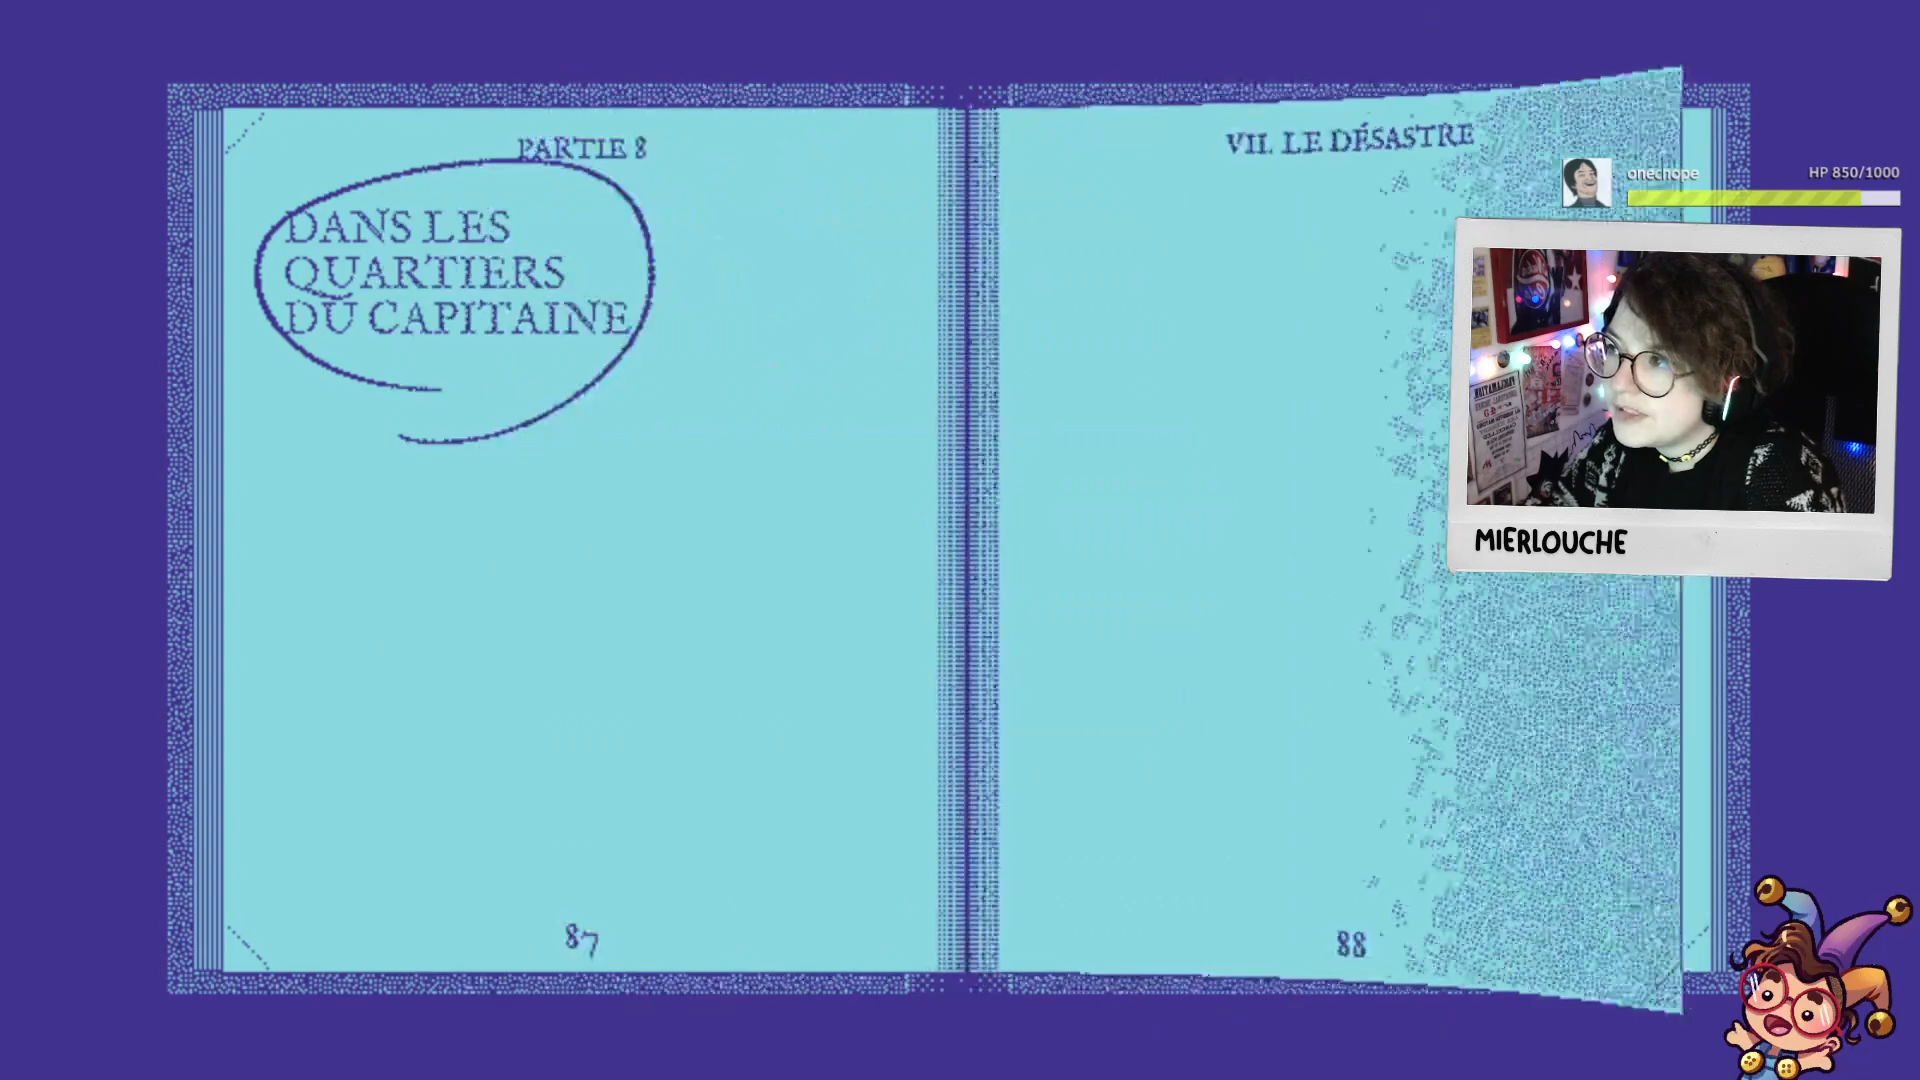 PARTIE 8
DANS LES
QUARTIERS
DU CAPITAINE
87
VII. LE DÉSASTRE
88
onechope
HP 850/1000
MIERLOUCHE